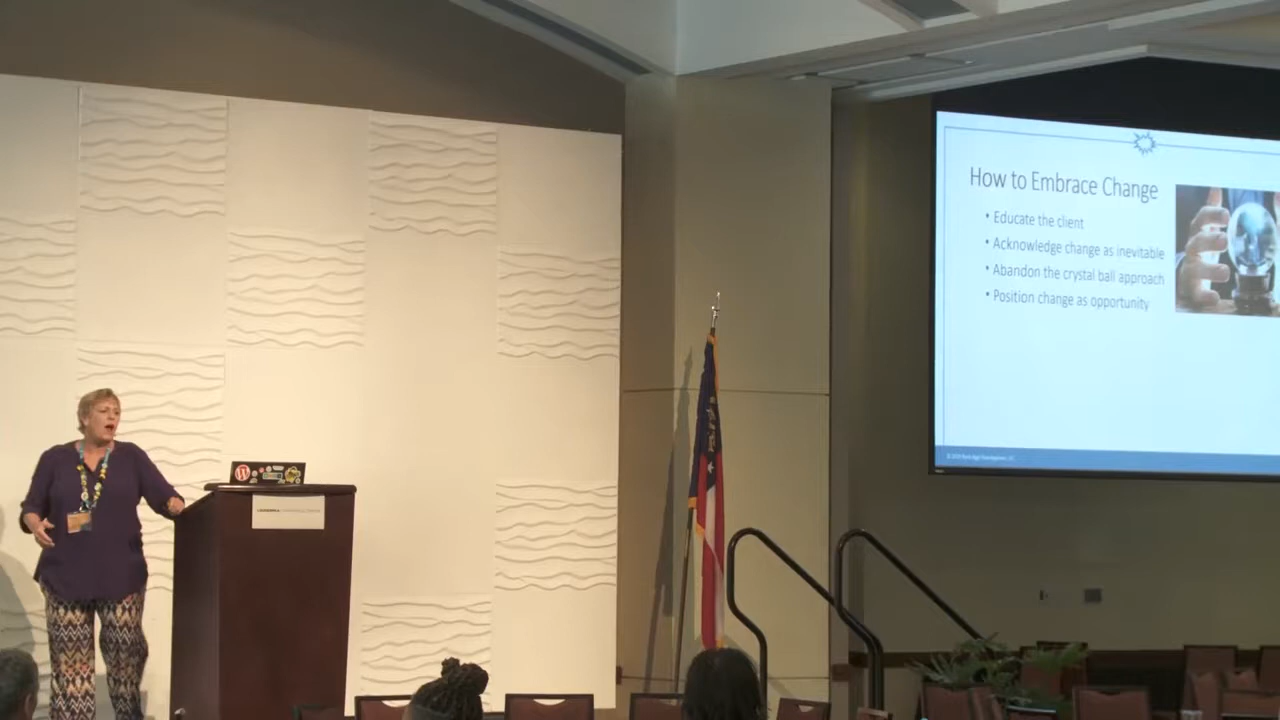 How to Embrace Change
• Educate the client
• Acknowledge change as inevitable
• Abandon the crystal ball approach
• Position change as opportunity